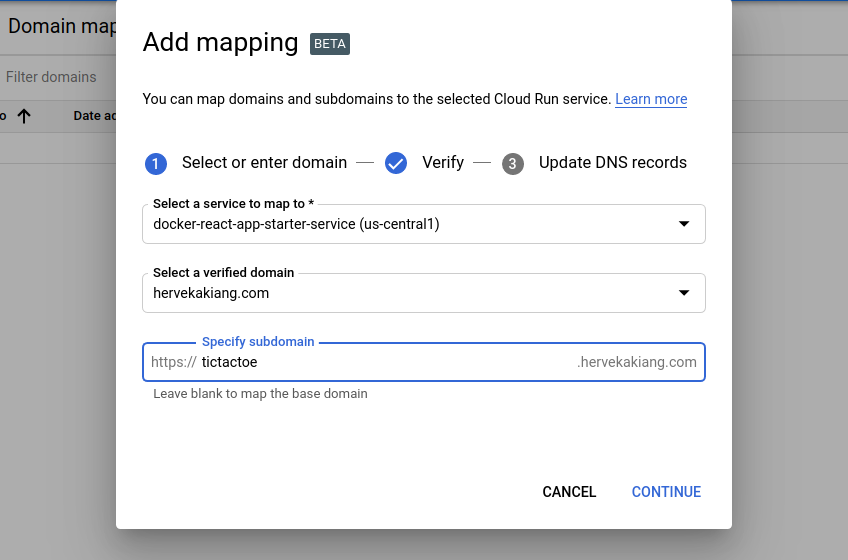 Domain map
Add mapping BETA
Filter domains
You can map domains and subdomains to the selected Cloud Run service. Learn more
o Date ac
1 Select or enter domain — Verify — 3 Update DNS records
Select a service to map to *
docker-react-app-starter-service (us-central1)
Select a verified domain
hervekakiang.com
Specify subdomain
https:// tictactoe .hervekakiang.com
Leave blank to map the base domain
CANCEL CONTINUE